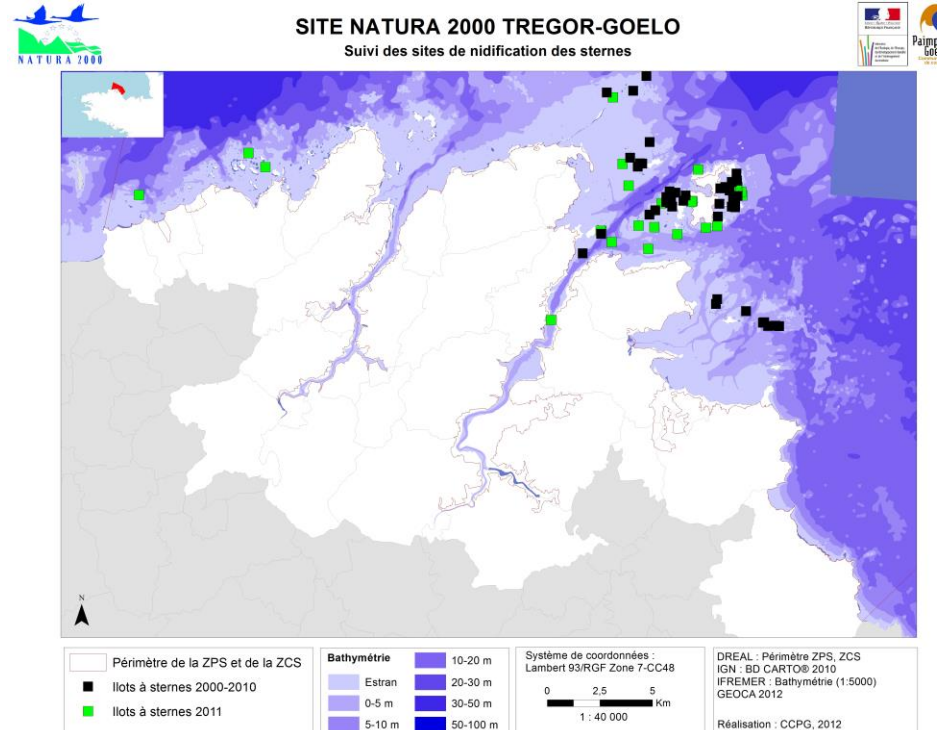 SITE NATURA 2000 TREGOR-GOELO
Suivi des sites de nidification des sternes
NATURA 2000
RÉPUBLIQUE FRANÇAISE
Paimpol
Goëlo
N
Périmètre de la ZPS et de la ZCS
Ilots à sternes 2000-2010
Ilots à sternes 2011
Bathymétrie
Estran
0-5 m
5-10 m
10-20 m
20-30 m
30-50 m
50-100 m
Système de coordonnées :
Lambert 93/RGF Zone 7-CC48
0 2,5 5
Km
1 : 40 000
DREAL : Périmètre ZPS, ZCS
IGN : BD CARTO® 2010
IFREMER : Bathymétrie (1:5000)
GEOCA 2012
Réalisation : CCPG, 2012